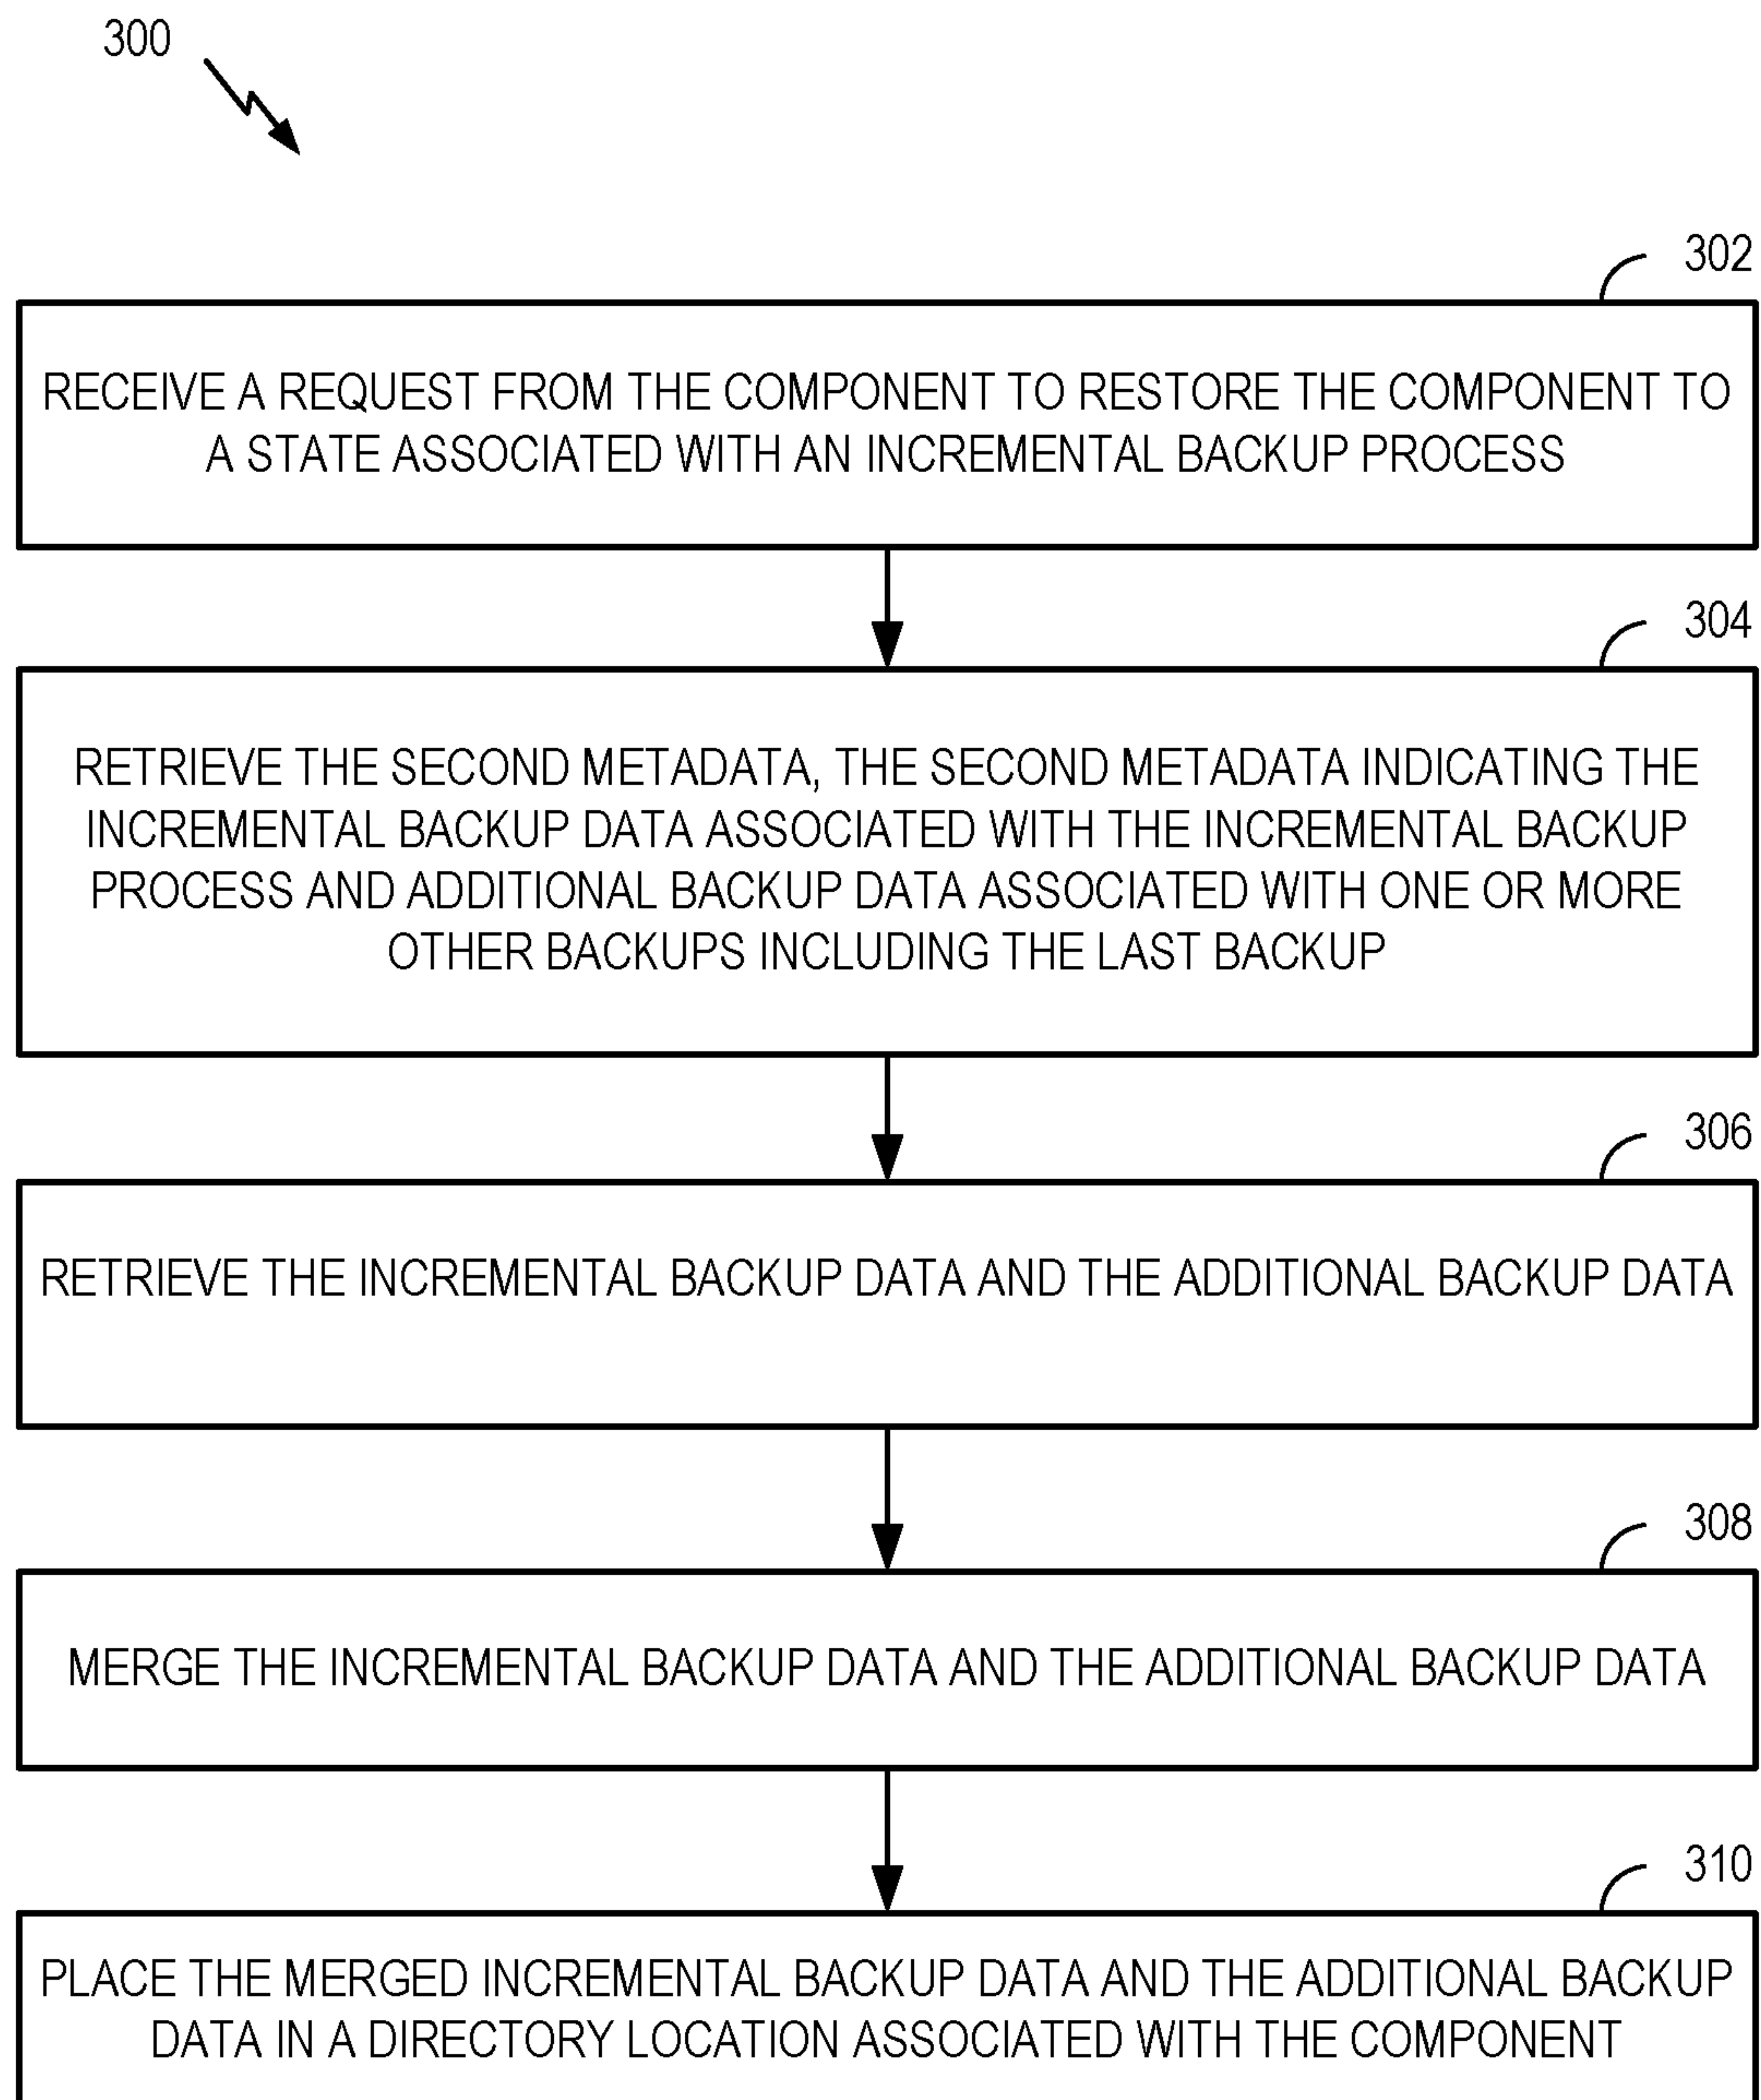 300
302
RECEIVE A REQUEST FROM THE COMPONENT TO RESTORE THE COMPONENT TO
A STATE ASSOCIATED WITH AN INCREMENTAL BACKUP PROCESS
304
RETRIEVE THE SECOND METADATA, THE SECOND METADATA INDICATING THE
INCREMENTAL BACKUP DATA ASSOCIATED WITH THE INCREMENTAL BACKUP
PROCESS AND ADDITIONAL BACKUP DATA ASSOCIATED WITH ONE OR MORE
OTHER BACKUPS INCLUDING THE LAST BACKUP
306
RETRIEVE THE INCREMENTAL BACKUP DATA AND THE ADDITIONAL BACKUP DATA
308
MERGE THE INCREMENTAL BACKUP DATA AND THE ADDITIONAL BACKUP DATA
310
PLACE THE MERGED INCREMENTAL BACKUP DATA AND THE ADDITIONAL BACKUP
DATA IN A DIRECTORY LOCATION ASSOCIATED WITH THE COMPONENT